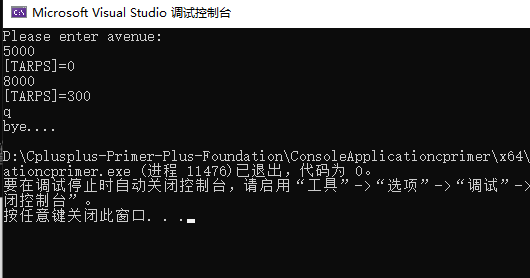 Microsoft Visual Studio 调试控制台
Please enter avenue:
5000
[TARPS]=0
8000
[TARPS]=300
q
bye....
D:\Cplusplus-Primer-Plus-Foundation\ConsoleApplicationcprimer\x64\
ationcprimer.exe (进程 11476)已退出，代码为 0。
要在调试停止时自动关闭控制台，请启用“工具”->“选项”->“调试”->
闭控制台”。
按任意键关闭此窗口. . .